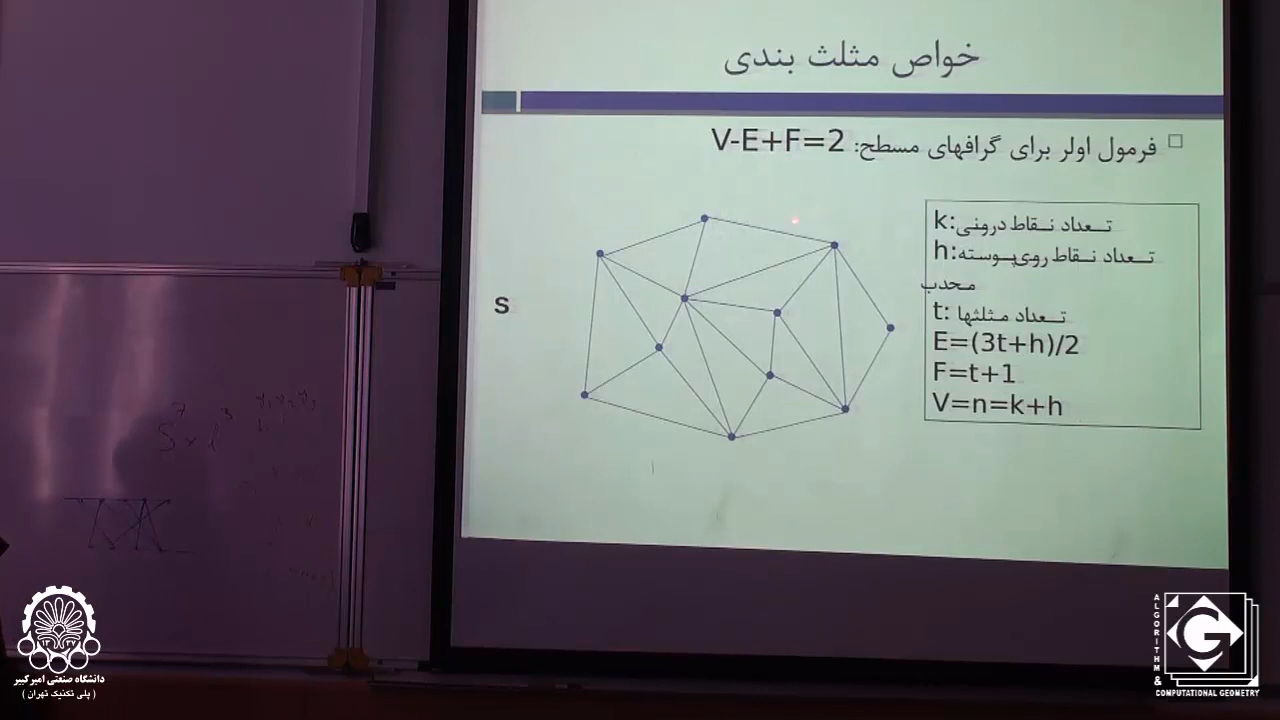 خواص مثلث بندی
فرمول اولر برای گرافهای مسطح: V-E+F=2
S
k: تعداد نقاط درونی
h: تعداد نقاط روی پوسته
محدب
t: تعداد مثلثها
E=(3t+h)/2
F=t+1
V=n=k+h
دانشگاه صنعتی امیرکبیر
( پلی تکنیک تهران )
ALGORITHM &
G
COMPUTATIONAL GEOMETRY